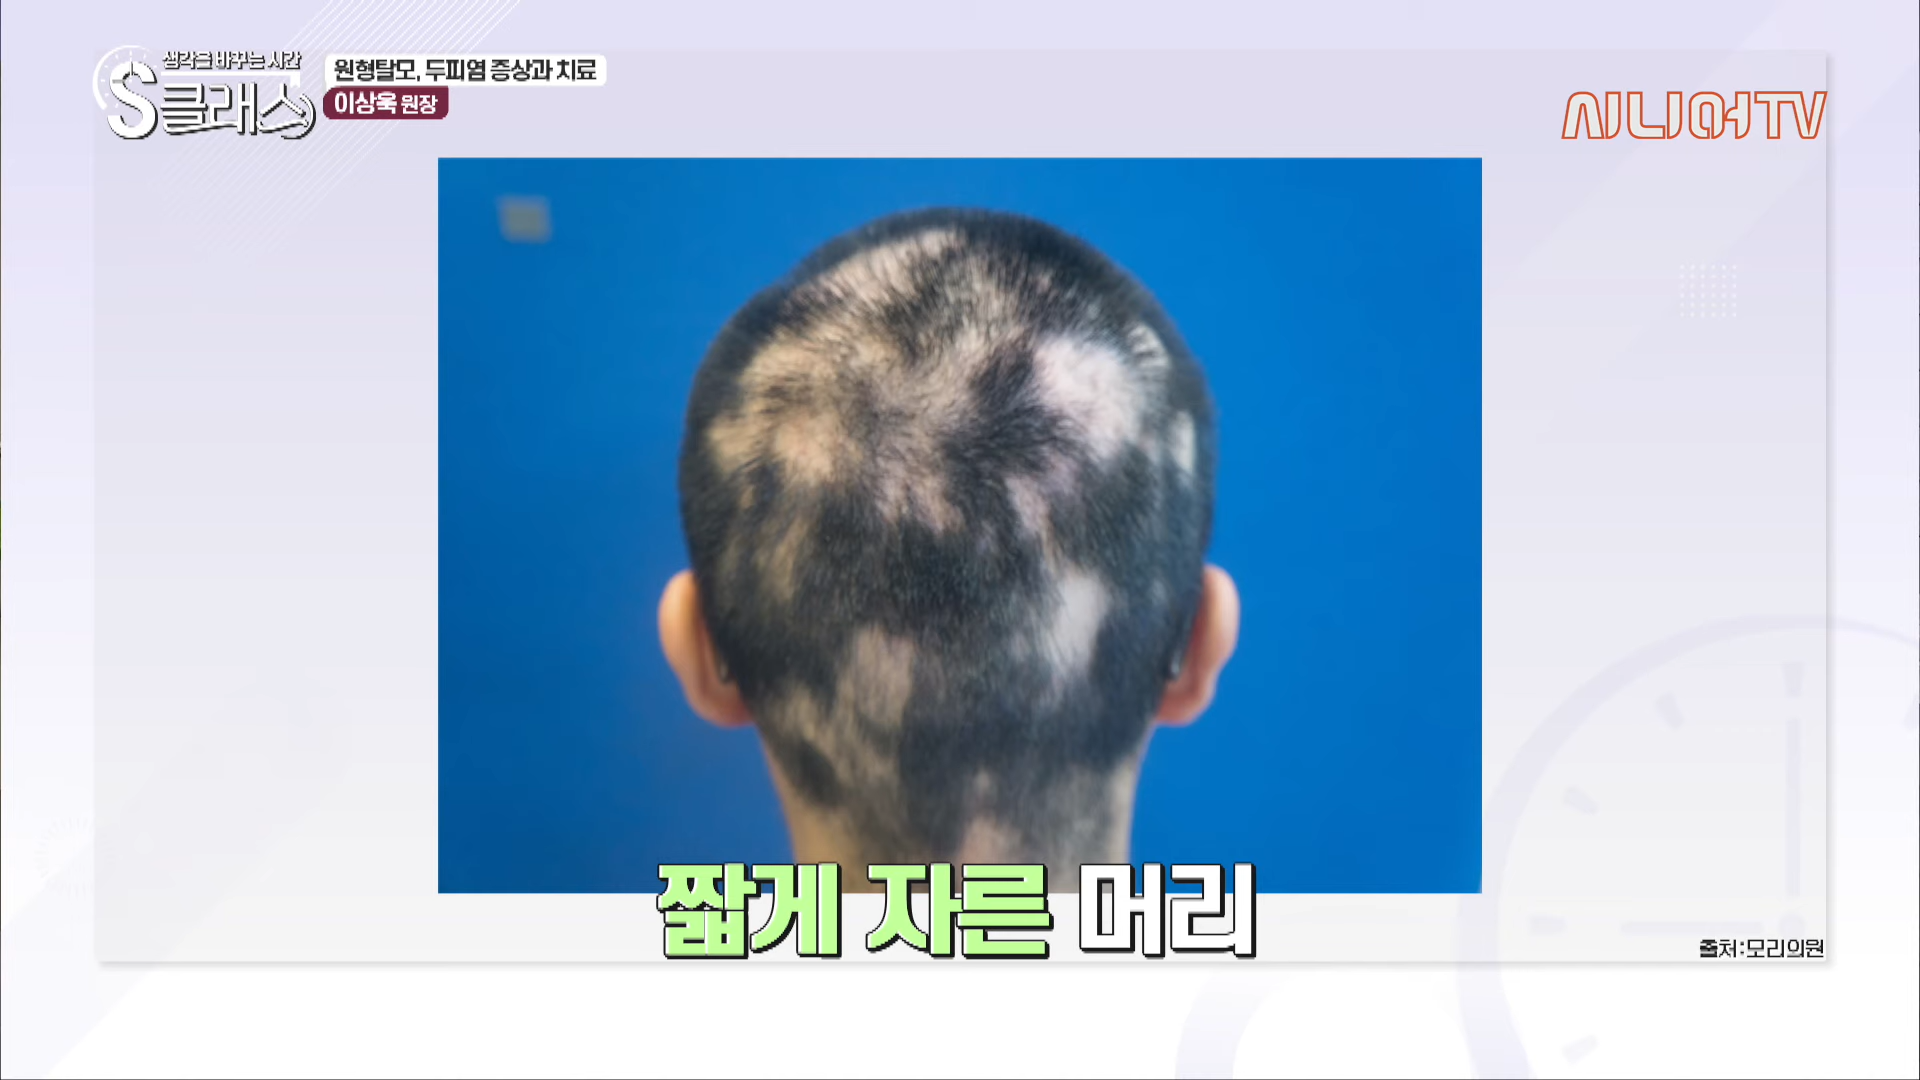 생각을 바꾸는 시간
S클래스
원형탈모, 두피염 증상과 치료
이상욱 원장
시니어TV
짧게 자른 머리
출처:모리의원